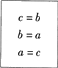 c = b
b = a
a = c